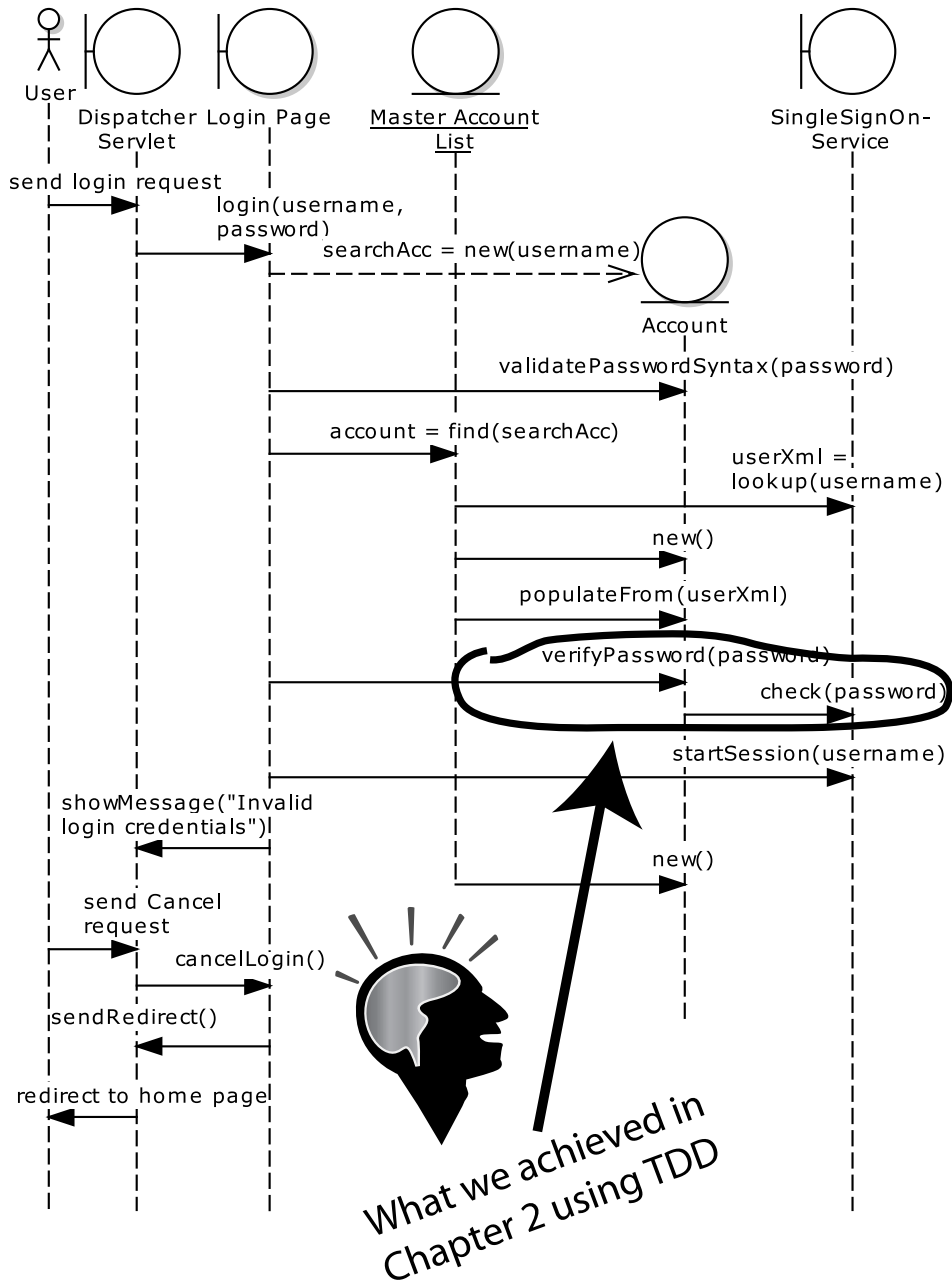 User
Dispatcher
Servlet
Login Page
Master Account
List
SingleSignOn-
Service
send login request
login(username,
password)
searchAcc = new(username)
Account
validatePasswordSyntax(password)
account = find(searchAcc)
userXml =
lookup(username)
new()
populateFrom(userXml)
verifyPassword(password)
check(password)
startSession(username)
showMessage("Invalid
login credentials")
new()
send Cancel
request
cancelLogin()
sendRedirect()
redirect to home page
What we achieved in
Chapter 2 using TDD